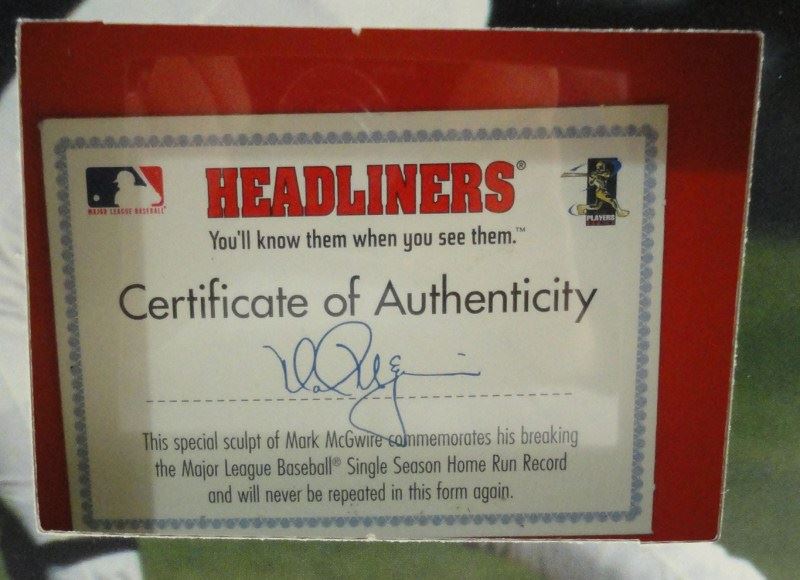 HEADLINERS®
MAJOR LEAGUE BASEBALL
PLAYERS
You'll know them when you see them.™
Certificate of Authenticity
This special sculpt of Mark McGwire commemorates his breaking
the Major League Baseball® Single Season Home Run Record
and will never be repeated in this form again.